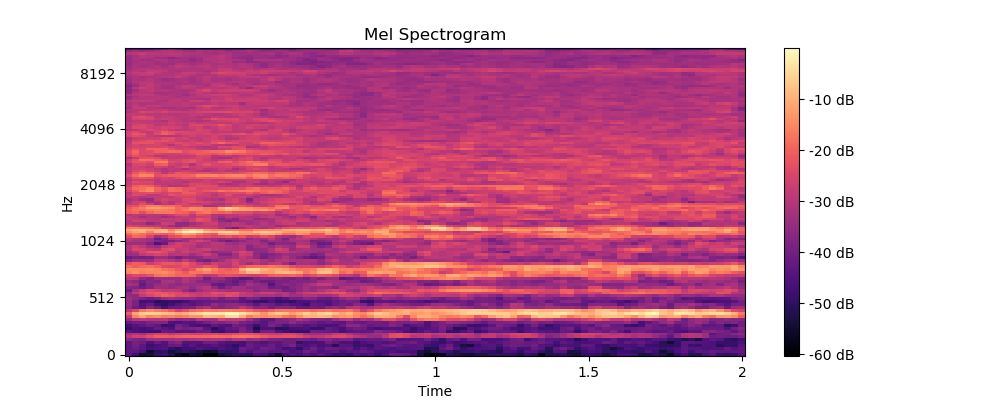 Mel Spectrogram
8192
4096
2048
1024
512
0
Hz
0
0.5
1
1.5
2
Time
-10 dB
-20 dB
-30 dB
-40 dB
-50 dB
-60 dB